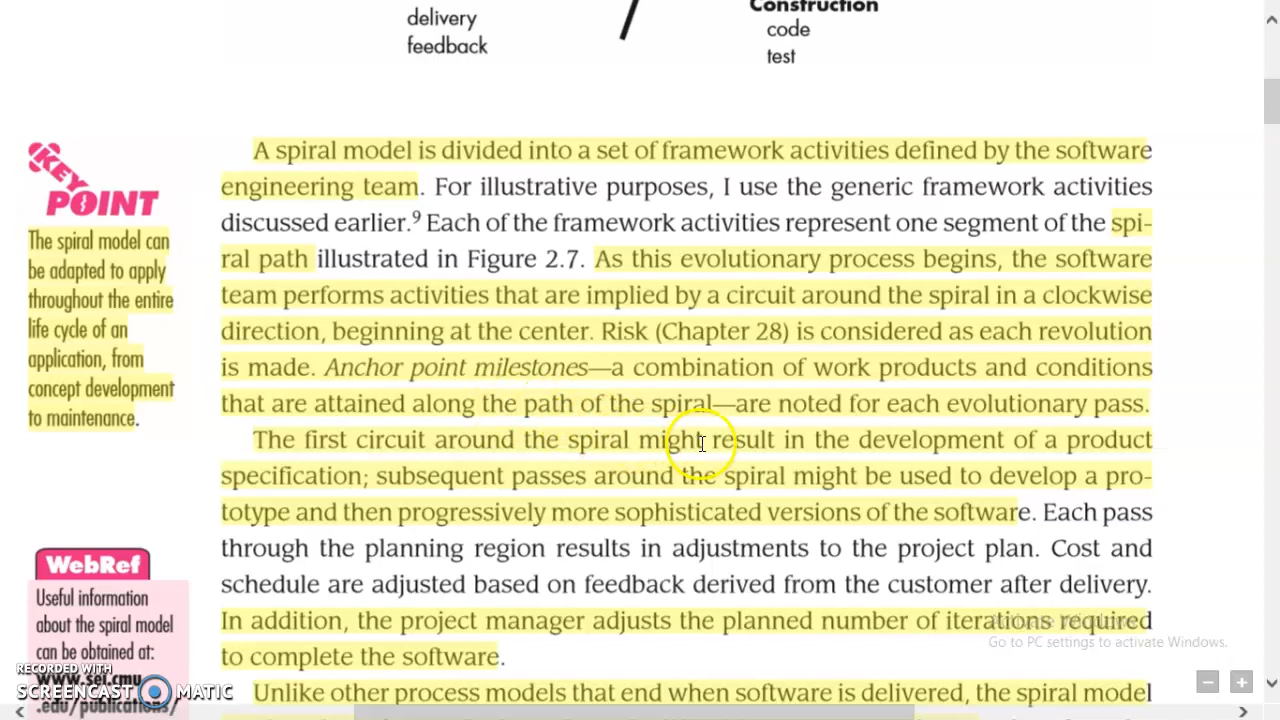 delivery
feedback
Construction
code
test
KEY
POINT
The spiral model can
be adapted to apply
throughout the entire
life cycle of an
application, from
concept development
to maintenance.
A spiral model is divided into a set of framework activities defined by the software
engineering team. For illustrative purposes, I use the generic framework activities
discussed earlier.9 Each of the framework activities represent one segment of the spi-
ral path illustrated in Figure 2.7. As this evolutionary process begins, the software
team performs activities that are implied by a circuit around the spiral in a clockwise
direction, beginning at the center. Risk (Chapter 28) is considered as each revolution
is made. Anchor point milestones—a combination of work products and conditions
that are attained along the path of the spiral—are noted for each evolutionary pass.
The first circuit around the spiral might result in the development of a product
specification; subsequent passes around the spiral might be used to develop a pro-
totype and then progressively more sophisticated versions of the software. Each pass
through the planning region results in adjustments to the project plan. Cost and
schedule are adjusted based on feedback derived from the customer after delivery.
In addition, the project manager adjusts the planned number of iterations required
to complete the software.
Unlike other process models that end when software is delivered, the spiral model
WebRef
Useful information
about the spiral model
can be obtained at:
www.sei.cmu
.edu/publications/
Activate Windows
Go to PC settings to activate Windows.
RECORDED WITH
SCREENCAST MATIC